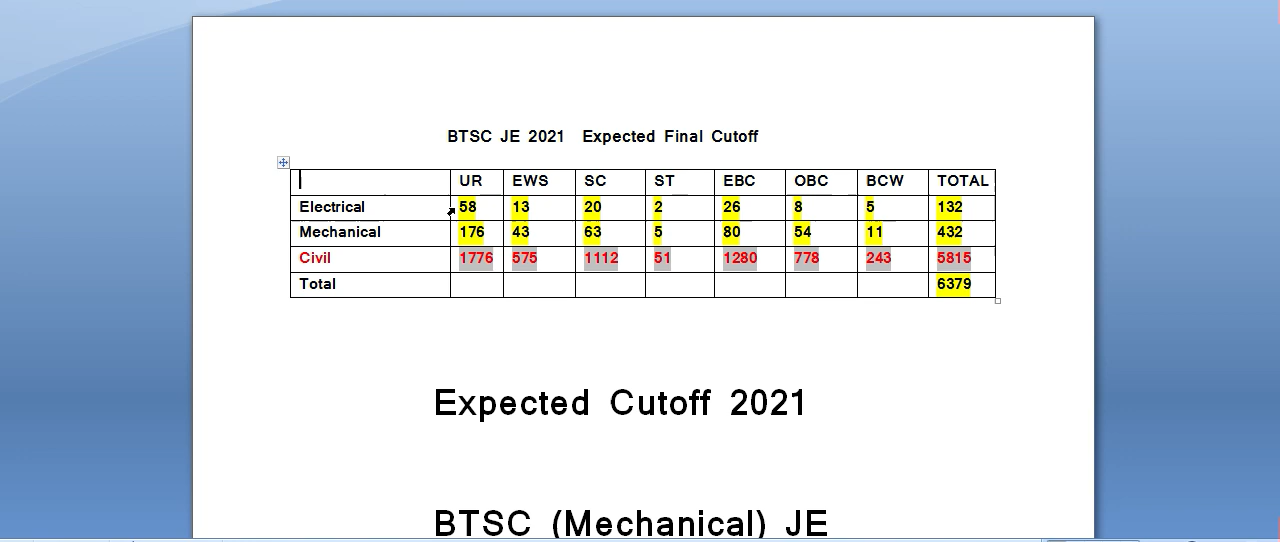 BTSC JE 2021 Expected Final Cutoff
UR EWS SC ST EBC OBC BCW TOTAL
Electrical 58 13 20 2 26 8 5 132
Mechanical 176 43 63 5 80 54 11 432
Civil 1776 575 1112 51 1280 778 243 5815
Total 6379
Expected Cutoff 2021
BTSC (Mechanical) JE